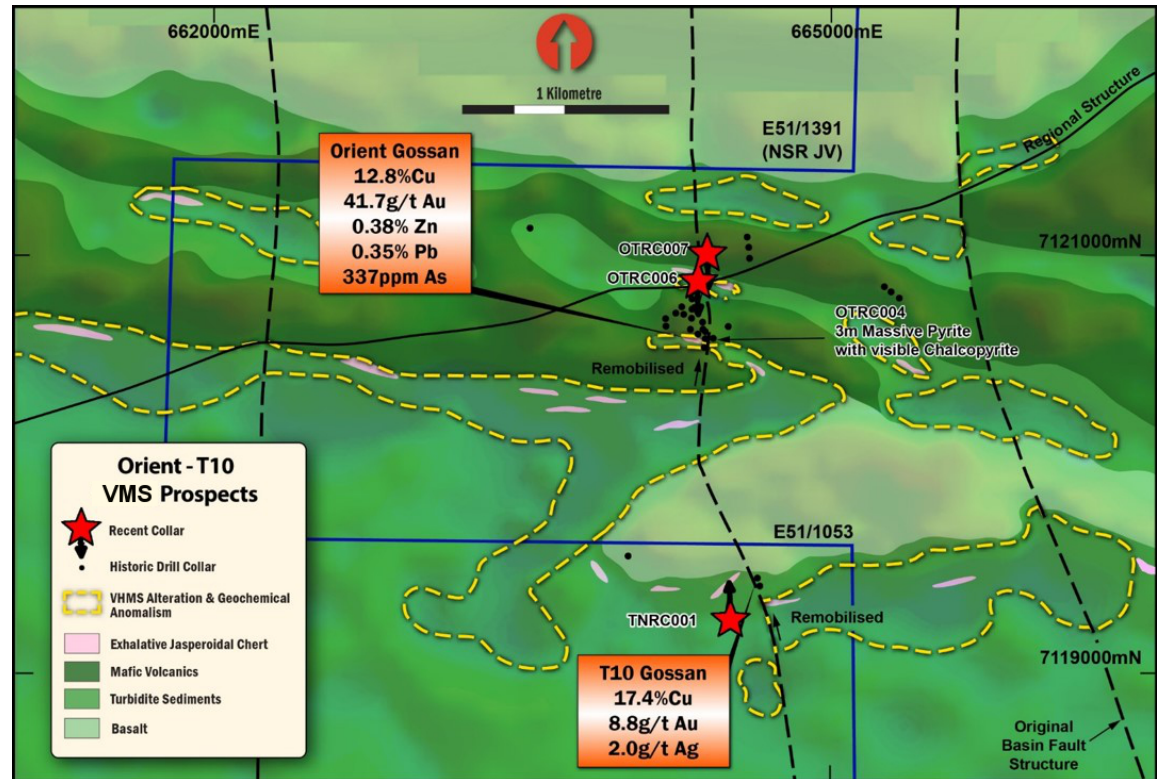 662000mE
665000mE
1 Kilometre
E51/1391
(NSR JV)
Regional Structure
Orient Gossan
12.8%Cu
41.7g/t Au
0.38% Zn
0.35% Pb
337ppm As
OTRC007
7121000mN
OTRC006
OTRC004
3m Massive Pyrite
with visible Chalcopyrite
Remobilised
Orient - T10
VMS Prospects
Recent Collar
Historic Drill Collar
VHMS Alteration & Geochemical
Anomalism
Exhalative Jasperoidal Chert
Mafic Volcanics
Turbidite Sediments
Basalt
E51/1053
TNRC001
Remobilised
T10 Gossan
17.4%Cu
8.8g/t Au
2.0g/t Ag
7119000mN
Original
Basin Fault
Structure